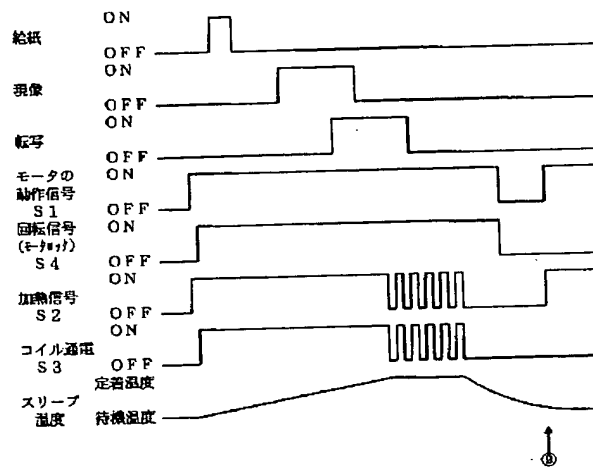 ON
給紙
OFF
ON
現像
OFF
ON
転写
OFF
モータの
動作信号
S1
ON
OFF
回転信号
(モータロック)
S4
ON
OFF
加熱信号
S2
ON
OFF
コイル通電
S3
ON
OFF
定着温度
スリーブ
温度
待機温度